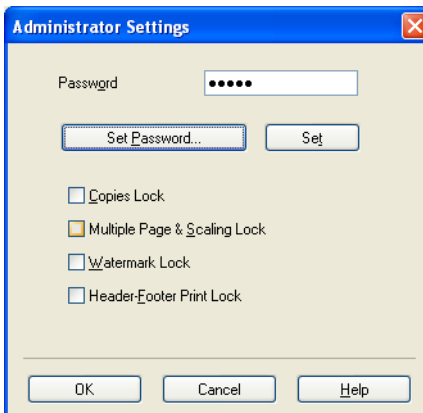 Administrator Settings
Password •••••
Set Password... Set
Copies Lock
Multiple Page & Scaling Lock
Watermark Lock
Header-Footer Print Lock
OK Cancel Help